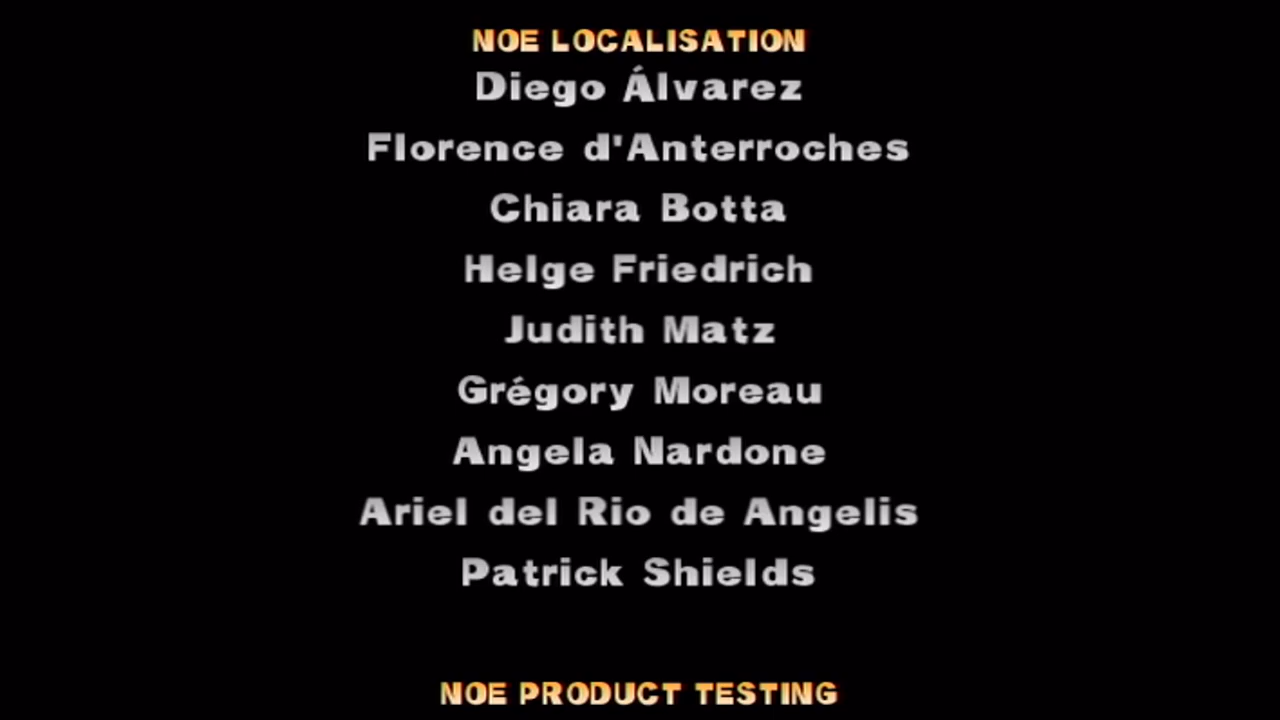 NOE LOCALISATION
Diego Álvarez
Florence d'Anterroches
Chiara Botta
Helge Friedrich
Judith Matz
Grégory Moreau
Angela Nardone
Ariel del Rio de Angelis
Patrick Shields
NOE PRODUCT TESTING